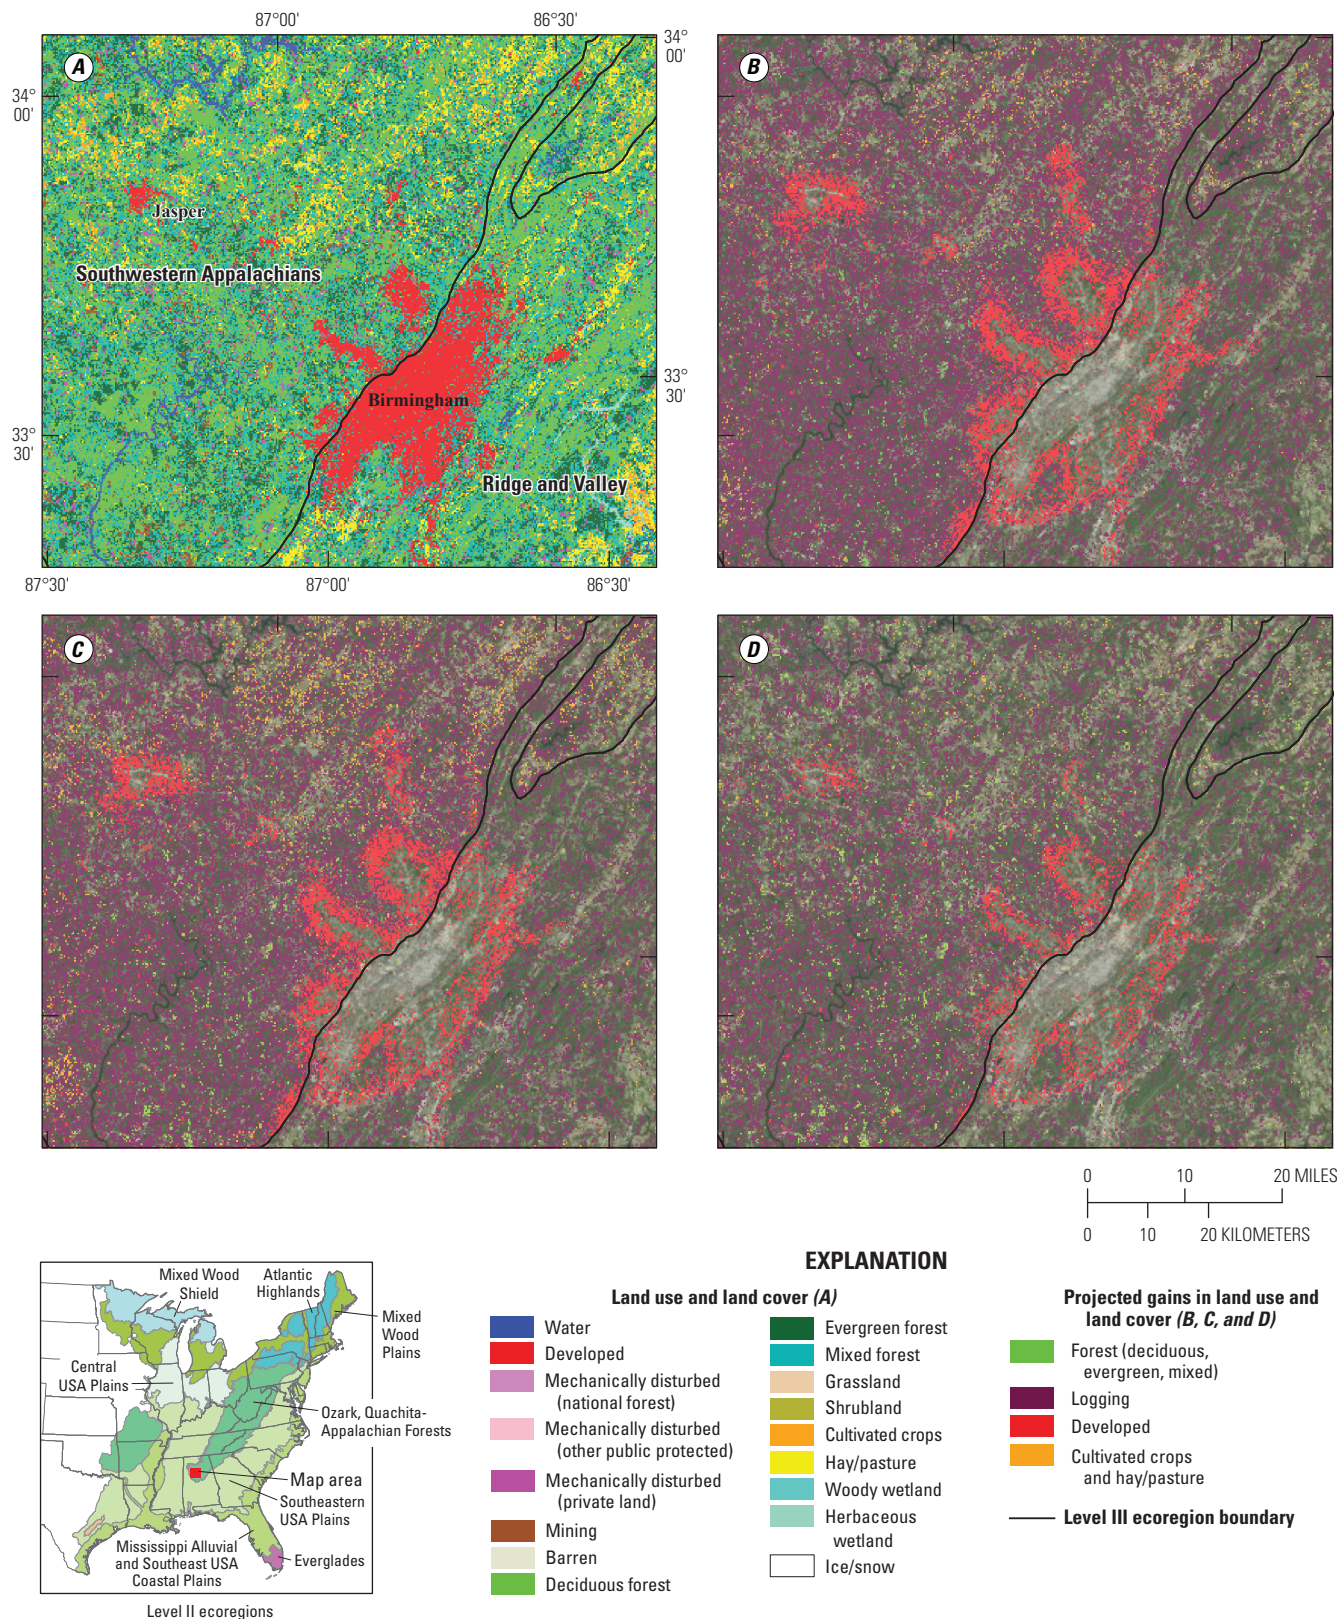 87°00'
86°30'
34°
00'
34°
00'
A
B
Jasper
Southwestern Appalachians
Birmingham
33°
30'
33°
30'
Ridge and Valley
87°30'
87°00'
86°30'
C
D
0 10 20 MILES
0 10 20 KILOMETERS
EXPLANATION
Mixed Wood
Shield
Atlantic
Highlands
Mixed
Wood
Plains
Central
USA Plains
Ozark, Quachita-
Appalachian Forests
Map area
Southeastern
USA Plains
Mississippi Alluvial
and Southeast USA
Coastal Plains
Everglades
Level II ecoregions
Land use and land cover (A)
Water
Developed
Mechanically disturbed
(national forest)
Mechanically disturbed
(other public protected)
Mechanically disturbed
(private land)
Mining
Barren
Deciduous forest
Evergreen forest
Mixed forest
Grassland
Shrubland
Cultivated crops
Hay/pasture
Woody wetland
Herbaceous
wetland
Ice/snow
Projected gains in land use and
land cover (B, C, and D)
Forest (deciduous,
evergreen, mixed)
Logging
Developed
Cultivated crops
and hay/pasture
Level III ecoregion boundary